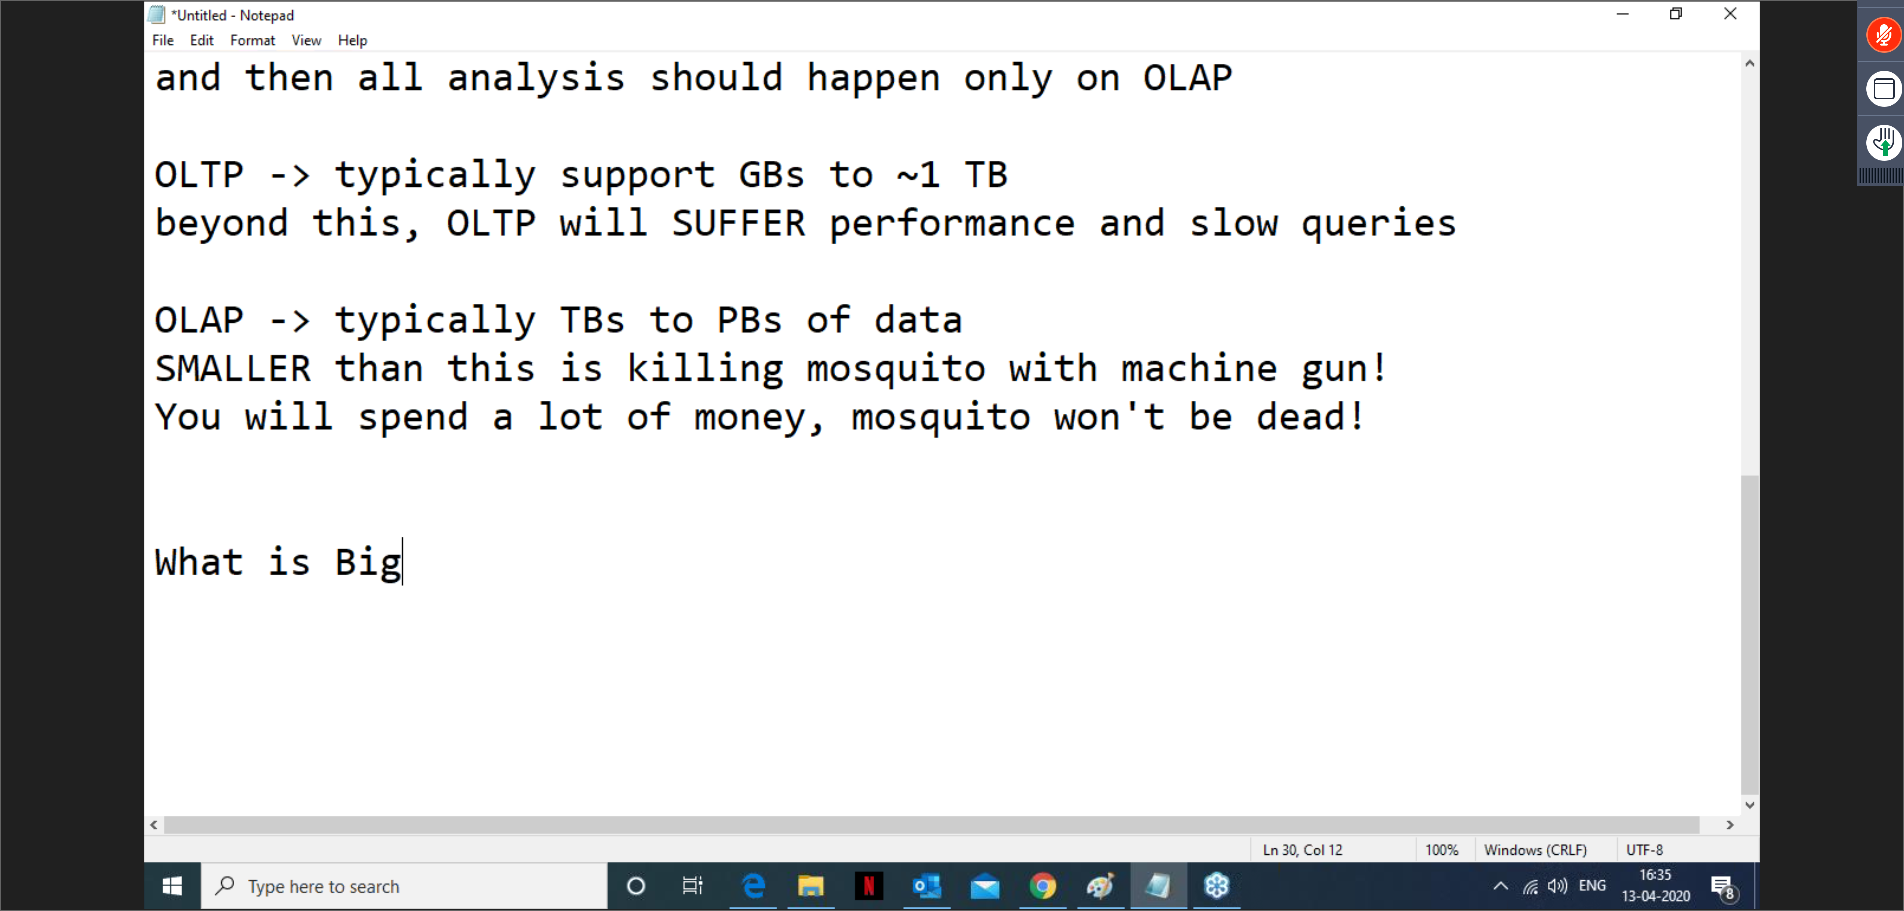 *Untitled - Notepad
File Edit Format View Help
and then all analysis should happen only on OLAP
OLTP -> typically support GBs to ~1 TB
beyond this, OLTP will SUFFER performance and slow queries
OLAP -> typically TBs to PBs of data
SMALLER than this is killing mosquito with machine gun!
You will spend a lot of money, mosquito won't be dead!
What is Big
Ln 30, Col 12 100% Windows (CRLF) UTF-8
Type here to search
N
ENG
16:35
13-04-2020
8